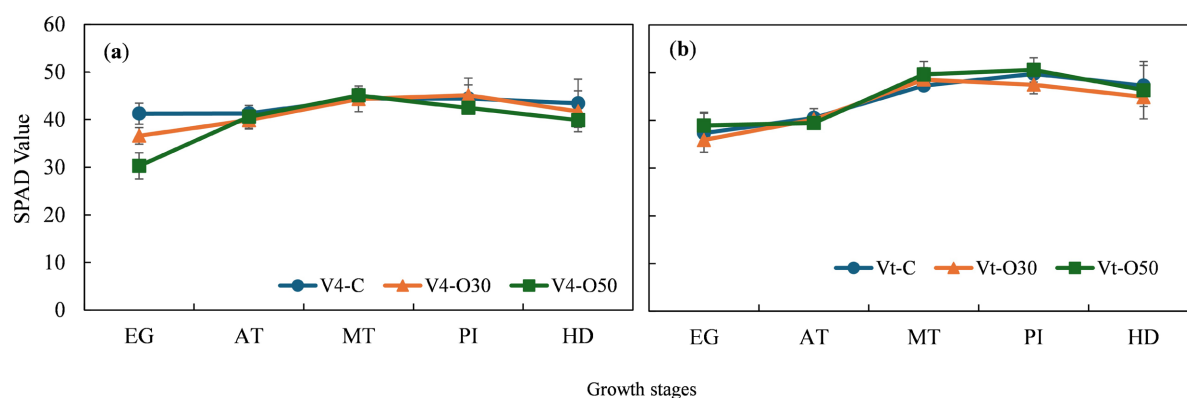 (a)
(b)
SPAD Value
60
50
40
30
20
10
0
V4-C V4-O30 V4-O50
Vt-C Vt-O30 Vt-O50
EG AT MT PI HD
EG AT MT PI HD
Growth stages